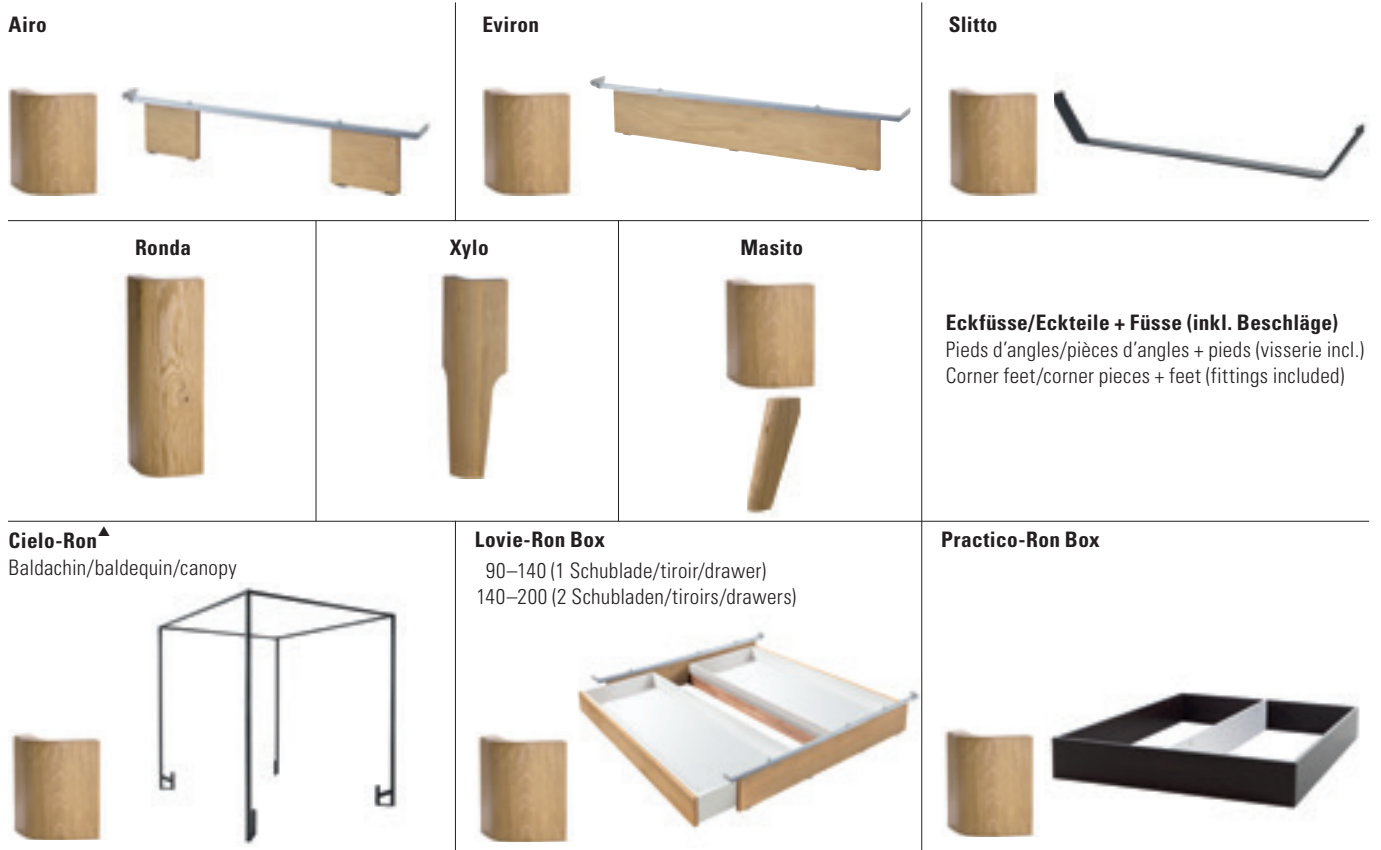 Airo
Eviron
Slitto
Ronda
Xylo
Masito
Eckfüsse/Eckteile + Füsse (inkl. Beschläge)
Pieds d'angles/pièces d'angles + pieds (visserie incl.)
Corner feet/corner pieces + feet (fittings included)
Cielo-Ron▲
Baldachin/baldequin/canopy
Lovie-Ron Box
90–140 (1 Schublade/tiroir/drawer)
140–200 (2 Schubladen/tiroirs/drawers)
Practico-Ron Box